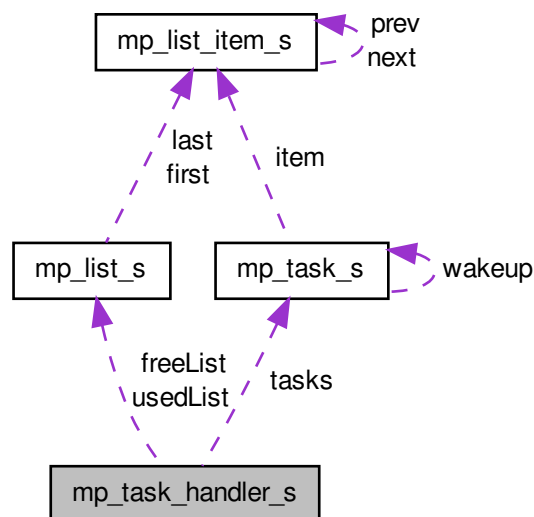 mp_list_item_s
prev
next
last
first
item
mp_list_s
mp_task_s
wakeup
freeList
usedList
tasks
mp_task_handler_s